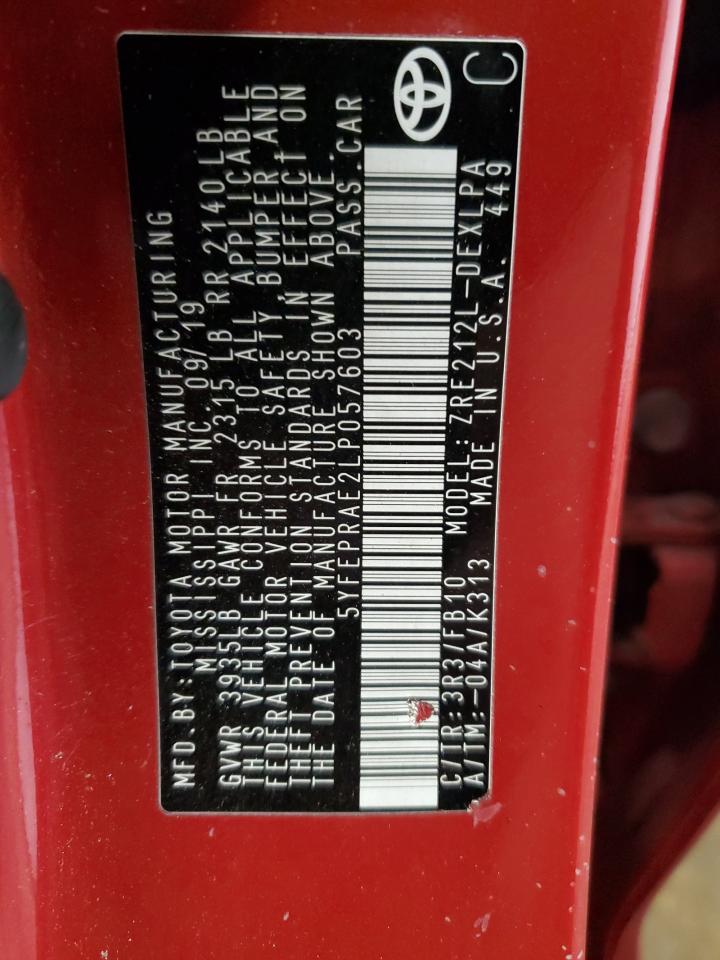 MFD. BY: TOYOTA MOTOR MANUFACTURING
MISSISSIPPI INC. 09/19
GVWR 3935LB GAWR FR 2315 LB RR 2140 LB
THIS VEHICLE CONFORMS TO ALL APPLICABLE
FEDERAL MOTOR VEHICLE SAFETY, BUMPER, AND
THEFT PREVENTION STANDARDS IN EFFECT ON
THE DATE OF MANUFACTURE SHOWN ABOVE.
5YFEPRAE2LP057603 PASS. CAR
C/TR: 3R3/FB10 MODEL: ZRE212L-DEXLPA
A/TM: -04A/K313 MADE IN U.S.A. 449
C